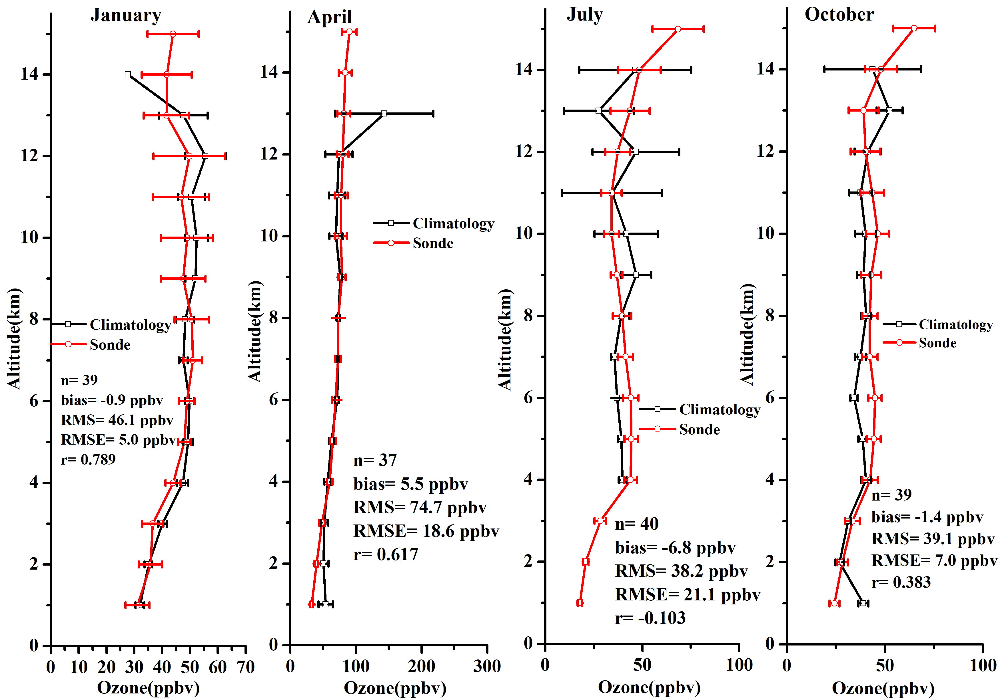 January
14
12
10
8
6
4
2
0
Altitude(km)
Climatology
Sonde
n= 39
bias= -0.9 ppbv
RMS= 46.1 ppbv
RMSE= 5.0 ppbv
r= 0.789
0 10 20 30 40 50 60 70
Ozone(ppbv)
April
14
12
10
8
6
4
2
0
Altitude(km)
Climatology
Sonde
n= 37
bias= 5.5 ppbv
RMS= 74.7 ppbv
RMSE= 18.6 ppbv
r= 0.617
0 100 200 300
Ozone(ppbv)
July
14
12
10
8
6
4
2
0
Altitude(km)
Climatology
Sonde
n= 40
bias= -6.8 ppbv
RMS= 38.2 ppbv
RMSE= 21.1 ppbv
r= -0.103
0 50 100
Ozone(ppbv)
October
14
12
10
8
6
4
2
0
Altitude(km)
Climatology
Sonde
n= 39
bias= -1.4 ppbv
RMS= 39.1 ppbv
RMSE= 7.0 ppbv
r= 0.383
0 50 100
Ozone(ppbv)